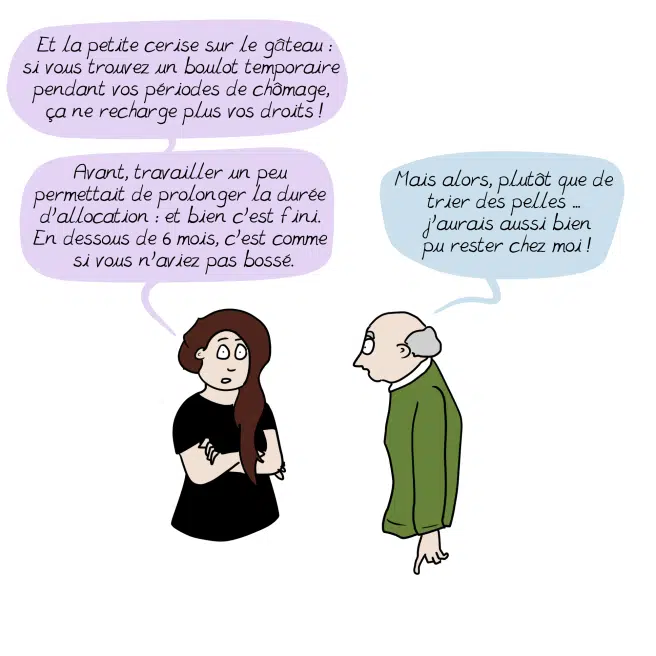 Et la petite cerise sur le gâteau :
si vous trouvez un boulot temporaire
pendant vos périodes de chômage,
ça ne recharge plus vos droits !
Avant, travailler un peu
permettait de prolonger la durée
d'allocation : et bien c'est fini.
En dessous de 6 mois, c'est comme
si vous n'aviez pas bossé.
Mais alors, plutôt que de
trier des pelles ...
j'aurais aussi bien
pu rester chez moi !